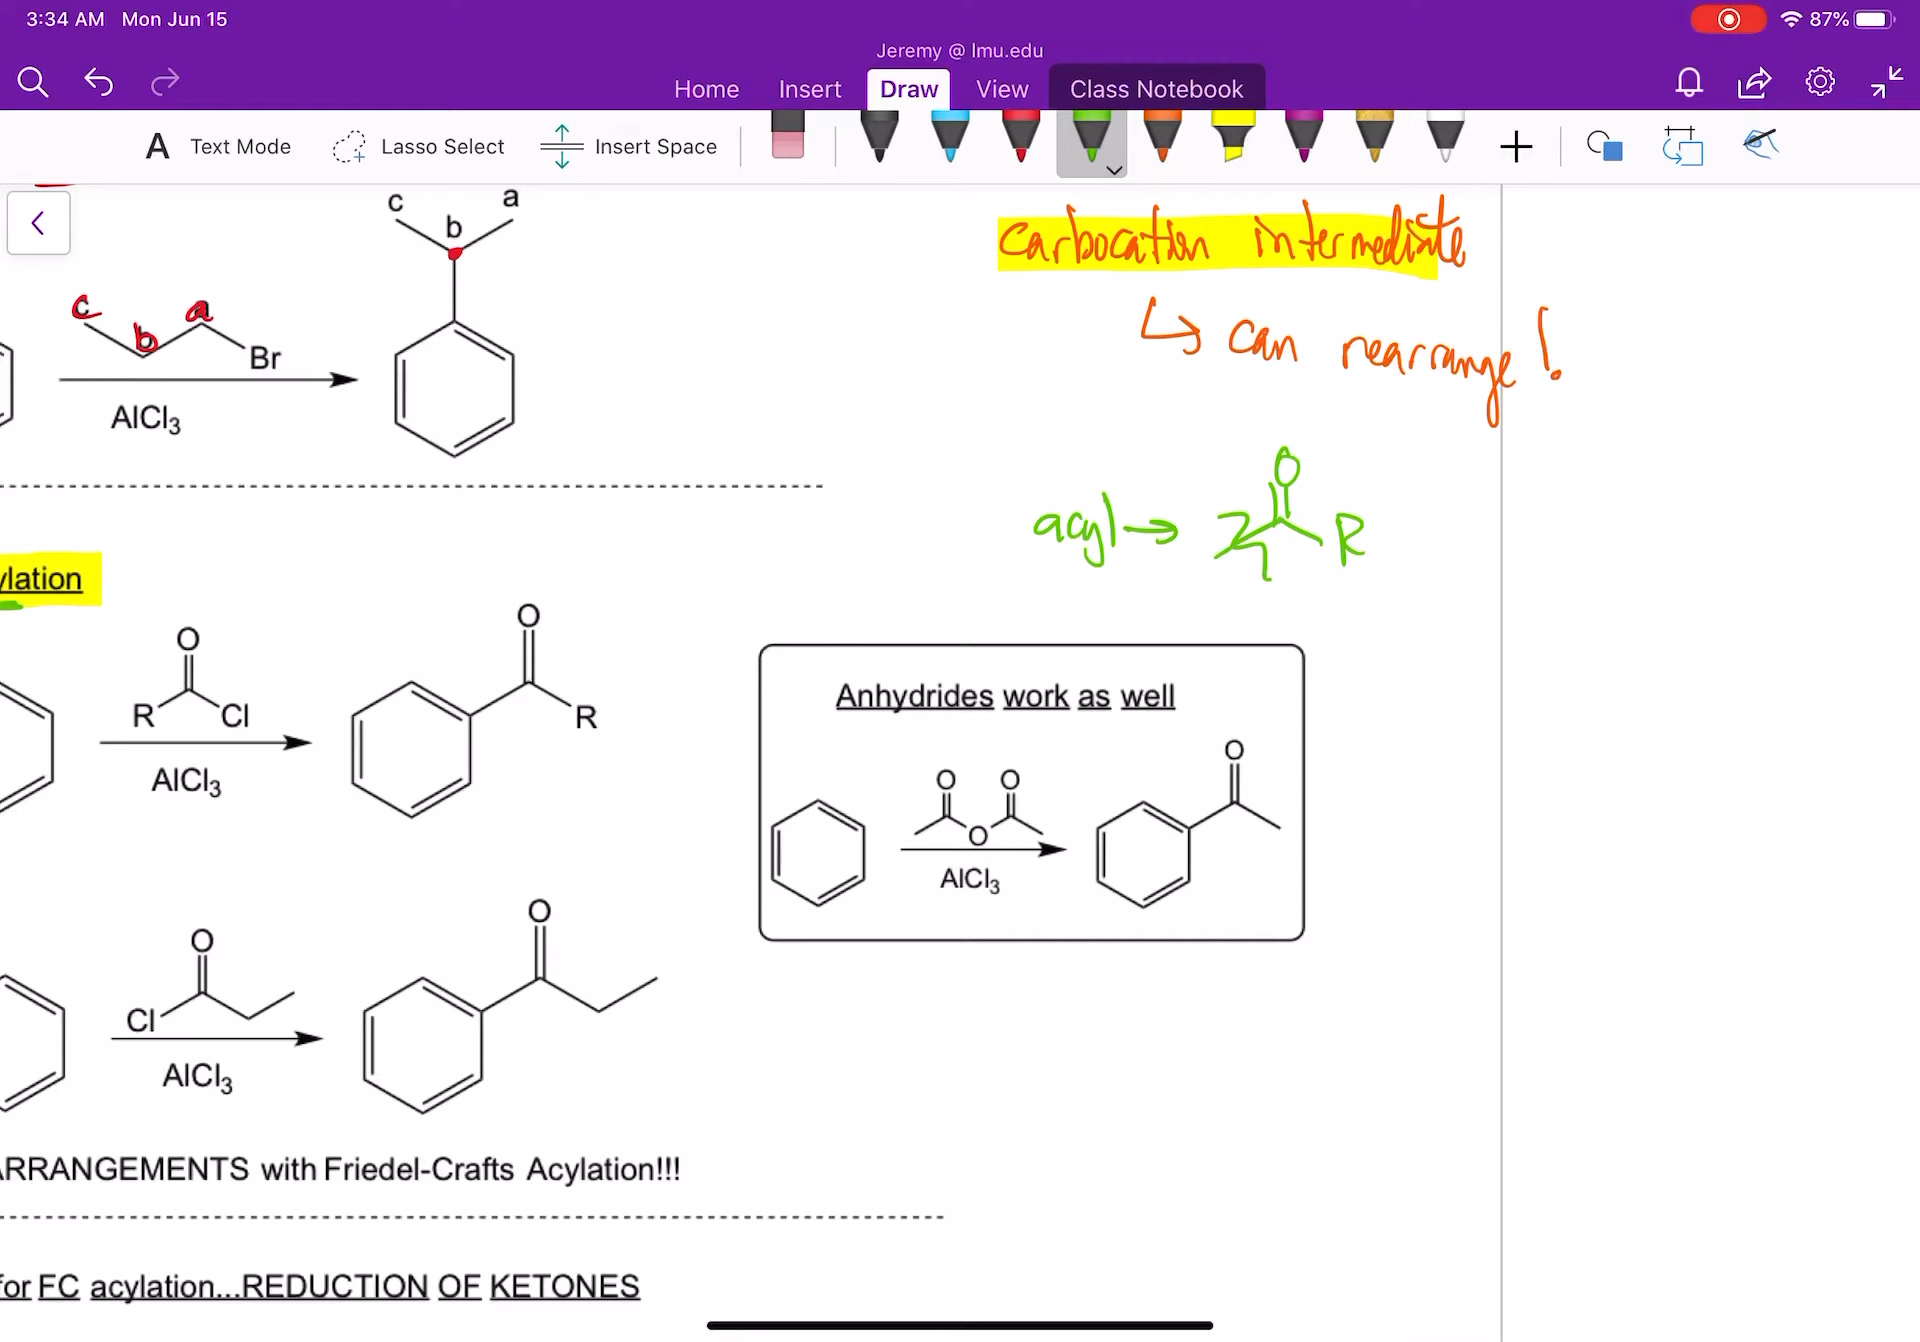 3:34 AM Mon Jun 15
87%
Jeremy @ lmu.edu
Home Insert Draw View Class Notebook
A Text Mode Lasso Select Insert Space
c a
b
carbocation intermediate
c a
b
Br
AlCl3
↳ can rearrange!
O
acyl → R
ylation
O
R Cl
AlCl3
O
R
Anhydrides work as well
O O
O
AlCl3
O
O
Cl
AlCl3
O
ARRANGEMENTS with Friedel-Crafts Acylation!!!
for FC acylation...REDUCTION OF KETONES